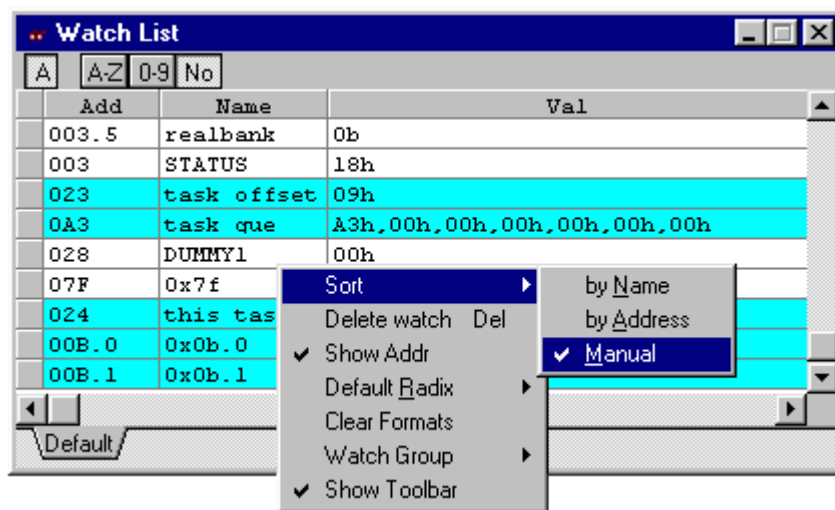 Watch List
A A-Z 0-9 No
Add Name Val
003.5 realbank 0b
003 STATUS 18h
023 task offset 09h
0A3 task que A3h,00h,00h,00h,00h,00h,00h
028 DUMMY1 00h
07F 0x7f
024 this tas
00B.0 0x0b.0
00B.1 0x0b.1
Default
Sort
Delete watch Del
Show Addr
Default Radix
Clear Formats
Watch Group
Show Toolbar
by Name
by Address
Manual